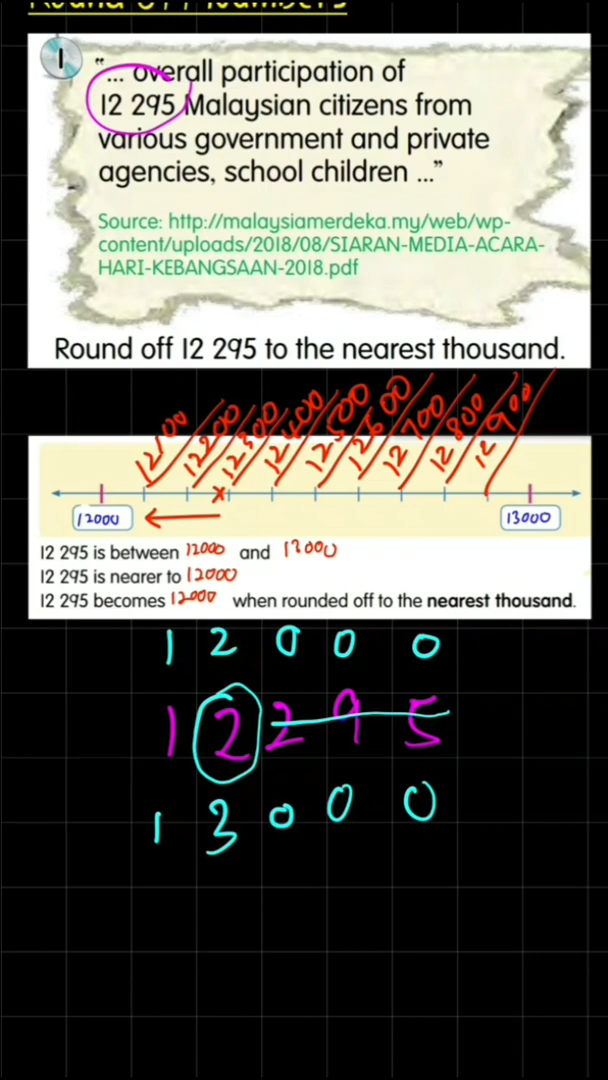 Round off Numbers
1
"... overall participation of
12 295 Malaysian citizens from
various government and private
agencies, school children ..."
Source: http://malaysiamerdeka.my/web/wp-
content/uploads/2018/08/SIARAN-MEDIA-ACARA-
HARI-KEBANGSAAN-2018.pdf
Round off 12 295 to the nearest thousand.
12100 12200 12300 12400 12500 12600 12700 12800 12900
12000 13000
12 295 is between 12000 and 13000
12 295 is nearer to 12000
12 295 becomes 12000 when rounded off to the nearest thousand.
1 2 0 0 0
1 2 2 9 5
1 3 0 0 0